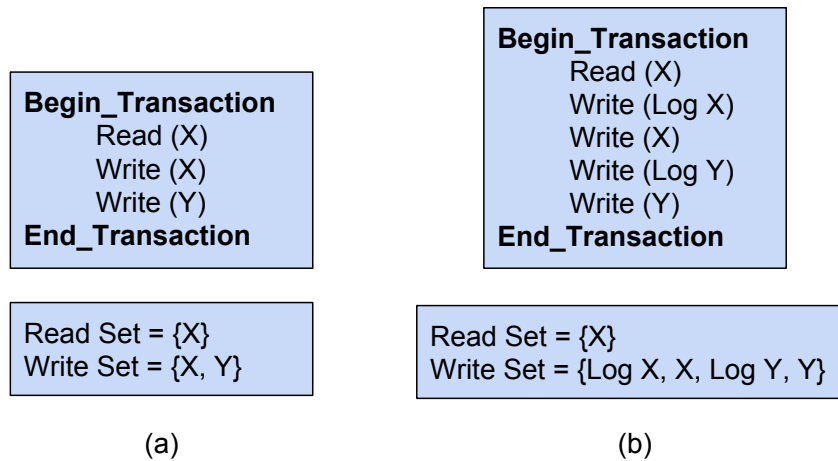 Begin_Transaction
Read (X)
Write (X)
Write (Y)
End_Transaction
Read Set = {X}
Write Set = {X, Y}
(a)
Begin_Transaction
Read (X)
Write (Log X)
Write (X)
Write (Log Y)
Write (Y)
End_Transaction
Read Set = {X}
Write Set = {Log X, X, Log Y, Y}
(b)